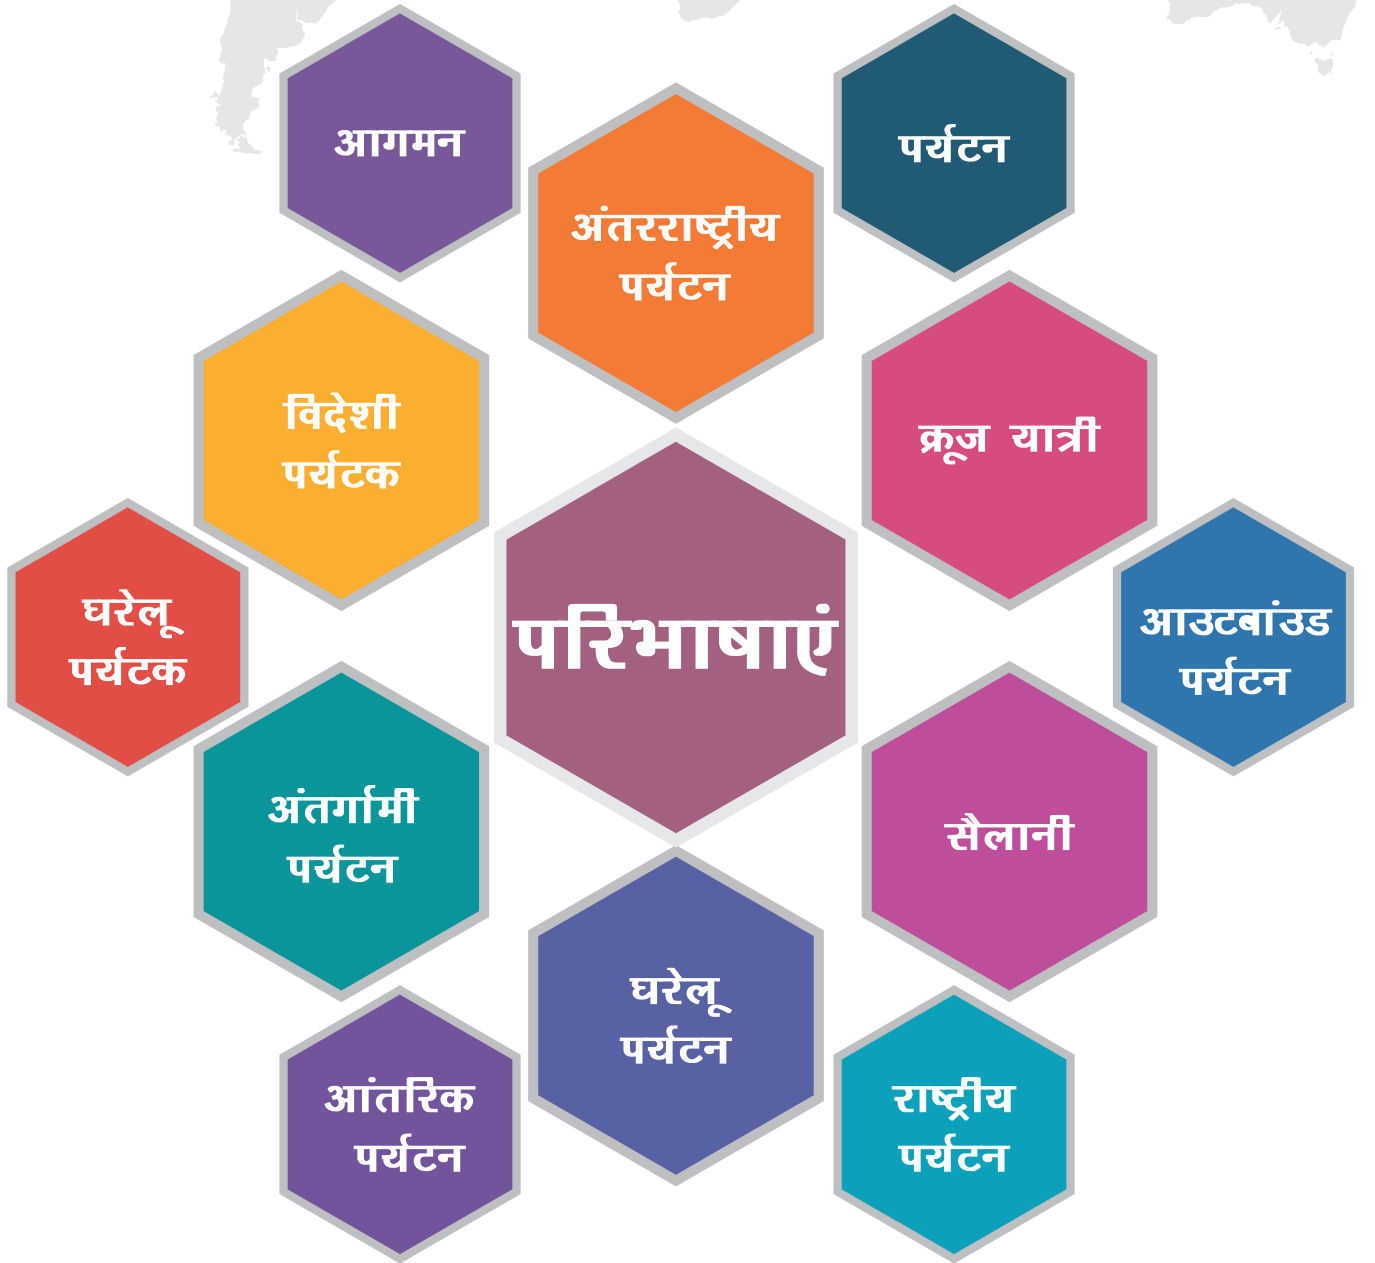 आगमन
पर्यटन
अंतरराष्ट्रीय
पर्यटन
विदेशी
पर्यटक
क्रूज यात्री
घरेलू
पर्यटक
परिभाषाएं
आउटबांउड
पर्यटन
अंतर्गामी
पर्यटन
सैलानी
घरेलू
पर्यटन
आंतरिक
पर्यटन
राष्ट्रीय
पर्यटन